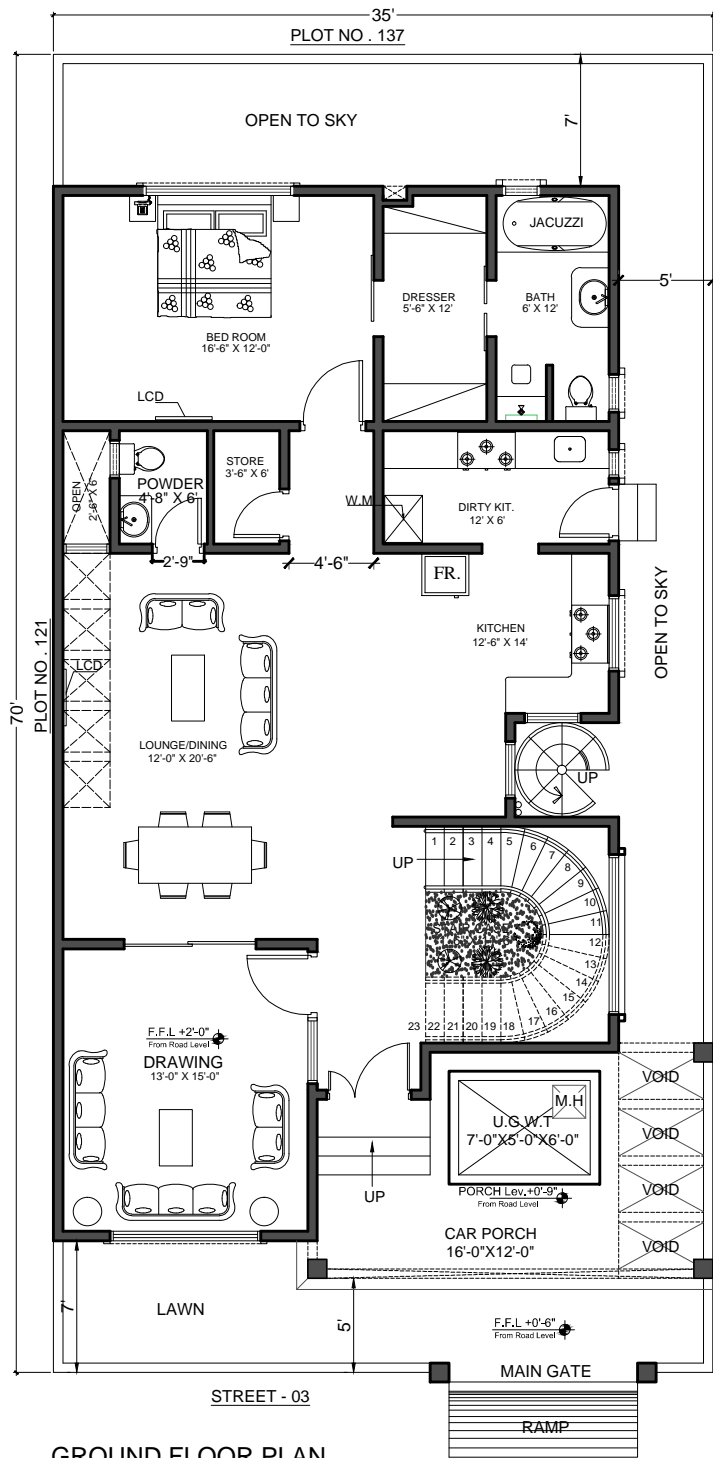 35'
PLOT NO . 137
OPEN TO SKY
7'
JACUZZI
5'
DRESSER
5'-6" X 12'
BATH
6' X 12'
BED ROOM
16'-6" X 12'-0"
LCD
OPEN
2'-6" X 6'
POWDER
4'-8" X 6'
STORE
3'-6" X 6'
W.M
DIRTY KIT.
12' X 6'
2'-9"
4'-6"
FR.
KITCHEN
12'-6" X 14'
OPEN TO SKY
PLOT NO . 121
70'
LCD
LOUNGE/DINING
12'-0" X 20'-6"
UP
UP
1 2 3 4 5 6 7 8 9 10 11 12 13 14 15 16 17 18 19 20 21 22 23
F.F.L +2'-0"
From Road Level
DRAWING
13'-0" X 15'-0"
M.H
U.G.W.T
7'-0"X5'-0"X6'-0"
VOID
VOID
VOID
VOID
PORCH Lev.+0'-9"
From Road Level
UP
CAR PORCH
16'-0"X12'-0"
7'
LAWN
5'
F.F.L +0'-6"
From Road Level
MAIN GATE
STREET - 03
RAMP
GROUND FLOOR PLAN